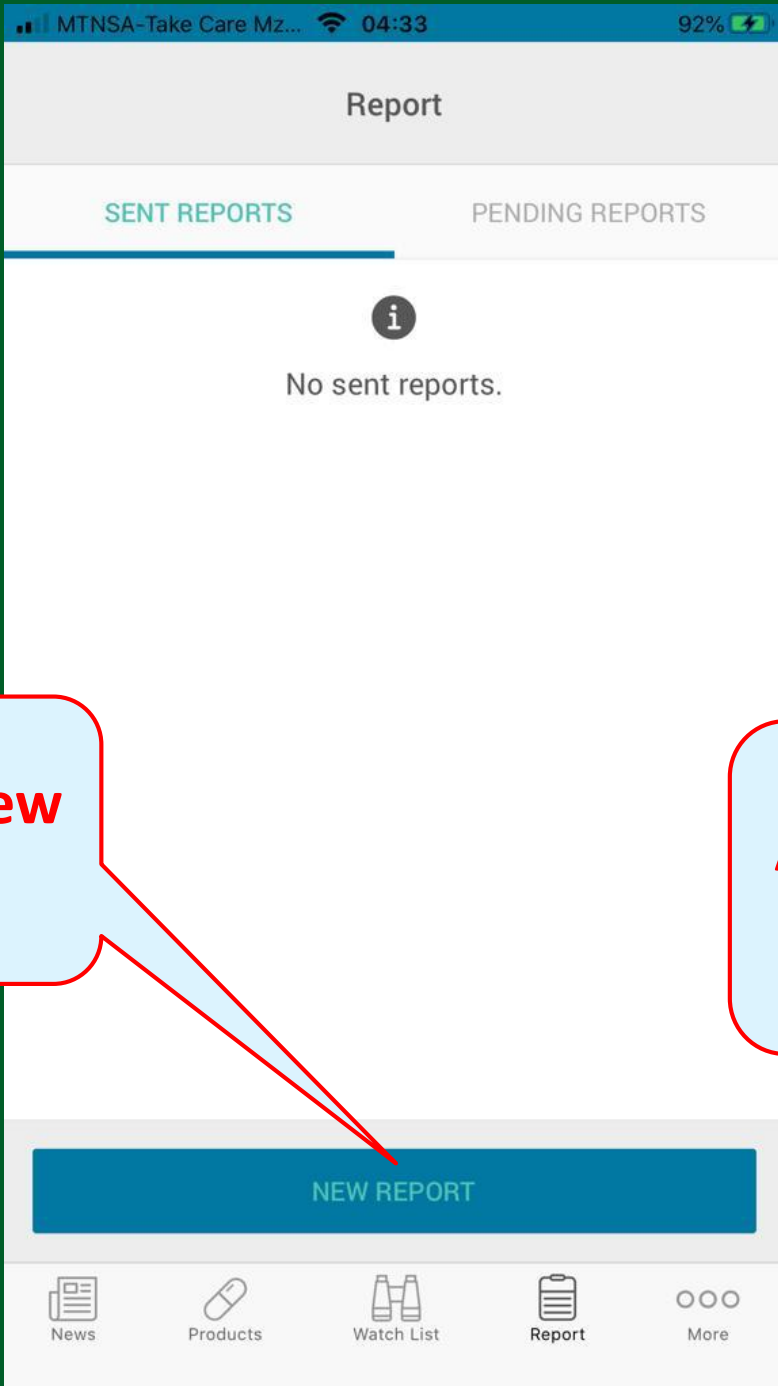 MTNSA-Take Care Mz... 04:33 92%
Report
SENT REPORTS PENDING REPORTS
No sent reports.
NEW REPORT
News Products Watch List Report More